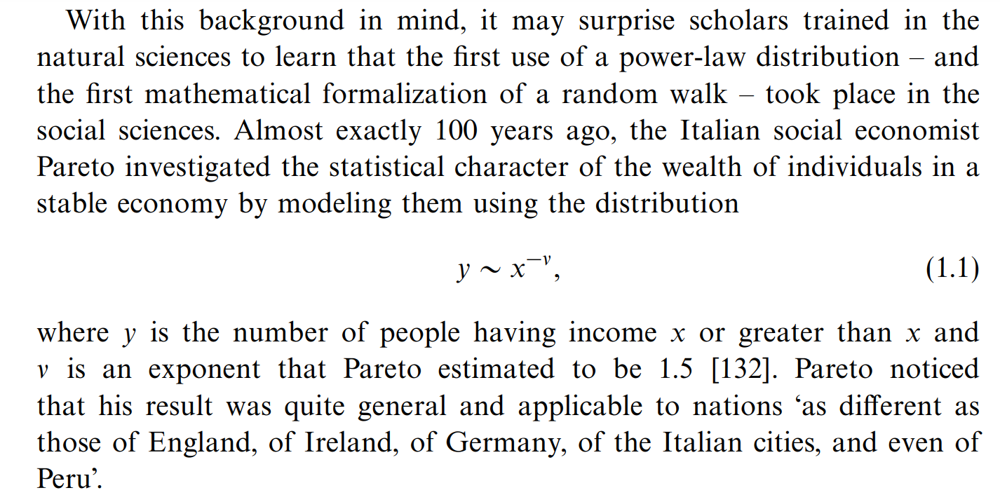 With this background in mind, it may surprise scholars trained in the
natural sciences to learn that the first use of a power-law distribution – and
the first mathematical formalization of a random walk – took place in the
social sciences. Almost exactly 100 years ago, the Italian social economist
Pareto investigated the statistical character of the wealth of individuals in a
stable economy by modeling them using the distribution
y ∼ x^{−ν}, (1.1)
where y is the number of people having income x or greater than x and
ν is an exponent that Pareto estimated to be 1.5 [132]. Pareto noticed
that his result was quite general and applicable to nations ‘as different as
those of England, of Ireland, of Germany, of the Italian cities, and even of
Peru’.